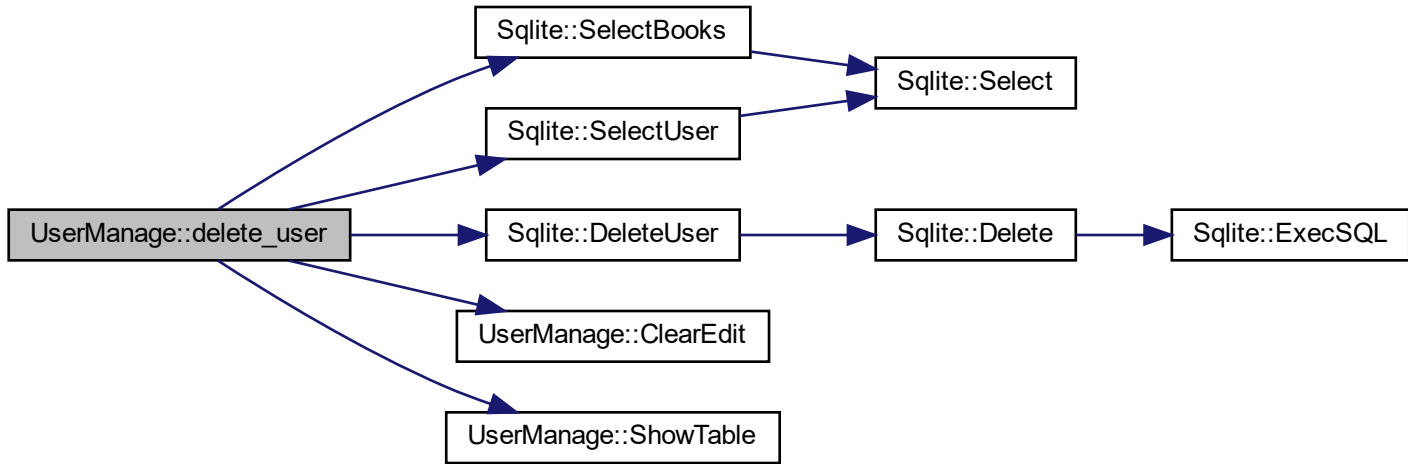 Sqlite::SelectBooks
Sqlite::Select
Sqlite::SelectUser
UserManage::delete_user
Sqlite::DeleteUser
Sqlite::Delete
Sqlite::ExecSQL
UserManage::ClearEdit
UserManage::ShowTable